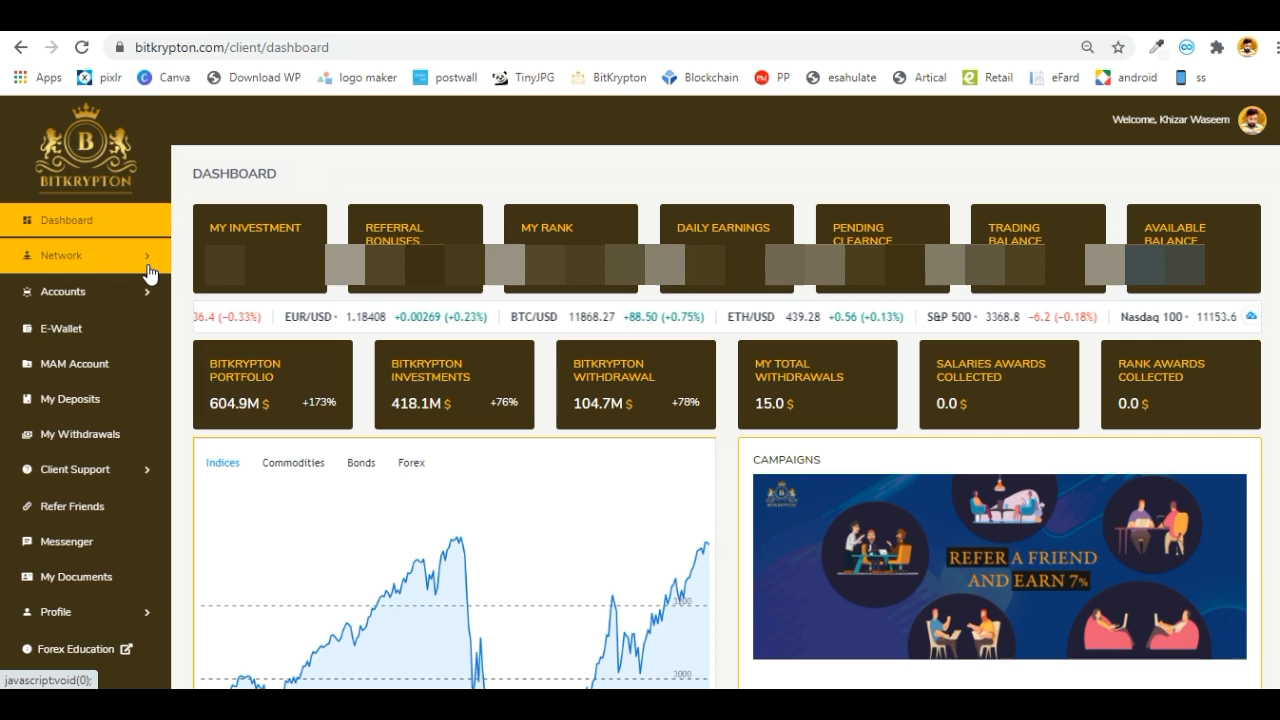 bitkrypton.com/client/dashboard
Apps pixlr Canva Download WP logo maker postwall TinyJPG BitKrypton Blockchain PP esahulate Artical Retail eFard android ss
B
BITKRYPTON
Welcome, Khizar Waseem
DASHBOARD
Dashboard
Network
Accounts
E-Wallet
MAM Account
My Deposits
My Withdrawals
Client Support
Refer Friends
Messenger
My Documents
Profile
Forex Education
javascript:void(0);
MY INVESTMENT
REFERRAL
BONUSES
MY RANK
DAILY EARNINGS
PENDING
CLEARNCE
TRADING
BALANCE
AVAILABLE
BALANCE
36.4 (−0.33%) EUR/USD 1.18408 +0.00269 (+0.23%) BTC/USD 11868.27 +88.50 (+0.75%) ETH/USD 439.28 +0.56 (+0.13%) S&P 500 3368.8 −6.2 (−0.18%) Nasdaq 100 11153.6
BITKRYPTON
PORTFOLIO
604.9M $ +173%
BITKRYPTON
INVESTMENTS
418.1M $ +76%
BITKRYPTON
WITHDRAWAL
104.7M $ +78%
MY TOTAL
WITHDRAWALS
15.0 $
SALARIES AWARDS
COLLECTED
0.0 $
RANK AWARDS
COLLECTED
0.0 $
Indices Commodities Bonds Forex
1000
CAMPAIGNS
BITKRYPTON
REFER A FRIEND
AND EARN 7%